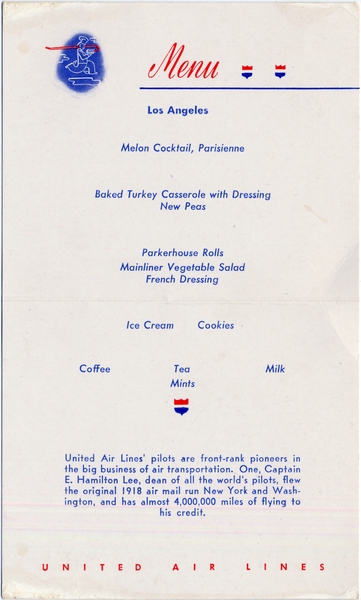 Menu
Los Angeles
Melon Cocktail, Parisienne
Baked Turkey Casserole with Dressing
New Peas
Parkerhouse Rolls
Mainliner Vegetable Salad
French Dressing
Ice Cream Cookies
Coffee Tea Milk
Mints
United Air Lines' pilots are front-rank pioneers in
the big business of air transportation. One, Captain
E. Hamilton Lee, dean of all the world's pilots, flew
the original 1918 air mail run New York and Wash-
ington, and has almost 4,000,000 miles of flying to
his credit.
UNITED AIR LINES